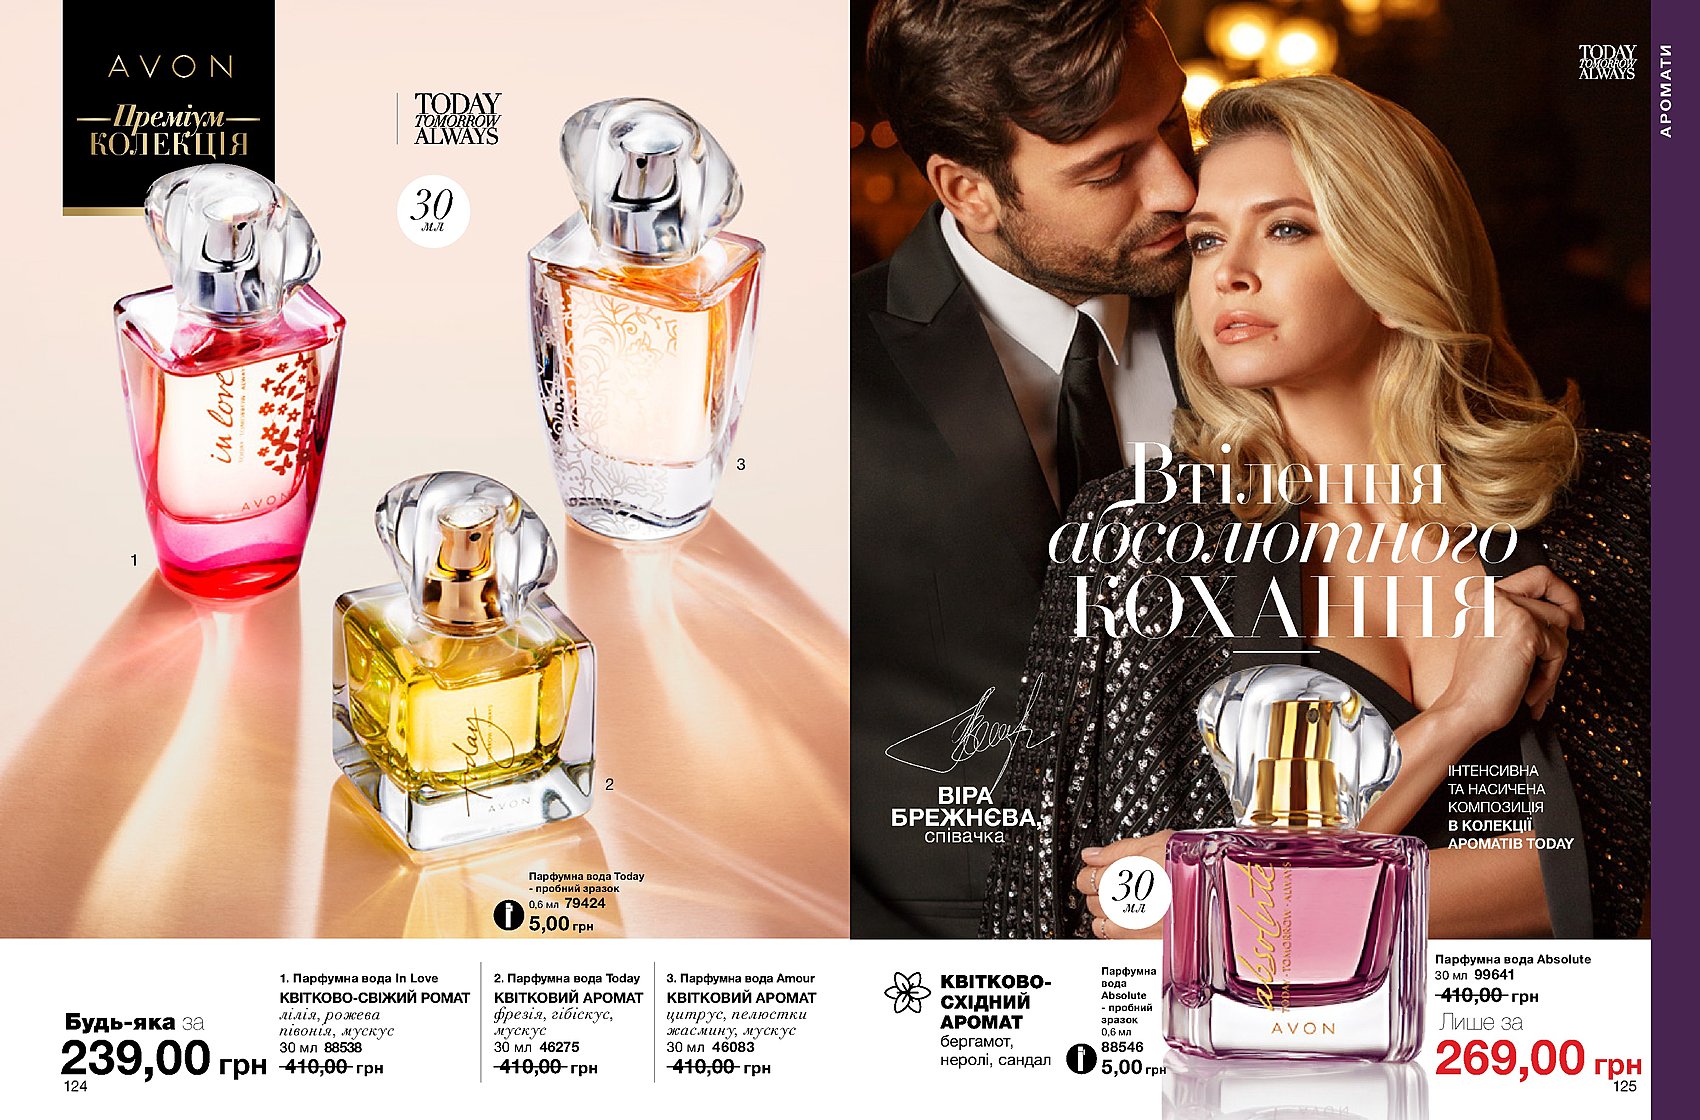 AVON
Преміум
КОЛЕКЦІЯ
TODAY
TOMORROW
ALWAYS
30
мл
in love
TODAY TOMORROW ALWAYS
AVON
1
3
today
AVON
2
Парфумна вода Today
- пробний зразок
0,6 мл 79424
5,00 грн
Будь-яка за
239,00 грн
124
1. Парфумна вода In Love
КВІТКОВО-СВІЖИЙ РОМАТ
лілія, рожева
півонія, мускус
30 мл 88538
410,00 грн
2. Парфумна вода Today
КВІТКОВИЙ АРОМАТ
фрезія, гібіскус,
мускус
30 мл 46275
410,00 грн
3. Парфумна вода Amour
КВІТКОВИЙ АРОМАТ
цитрус, пелюстки
жасмину, мускус
30 мл 46083
410,00 грн
TODAY
TOMORROW
ALWAYS
АРОМАТИ
Втілення
абсолютного
КОХАННЯ
ВІРА
БРЕЖНЄВА,
співачка
ІНТЕНСИВНА
ТА НАСИЧЕНА
КОМПОЗИЦІЯ
В КОЛЕКЦІЇ
АРОМАТІВ TODAY
30
мл
absolute
TODAY · TOMORROW · ALWAYS
AVON
КВІТКОВО-
СХІДНИЙ
АРОМАТ
бергамот,
неролі, сандал
Парфумна
вода
Absolute
- пробний
зразок
0,6 мл
88546
5,00 грн
Парфумна вода Absolute
30 мл 99641
410,00 грн
Лише за
269,00 грн
125